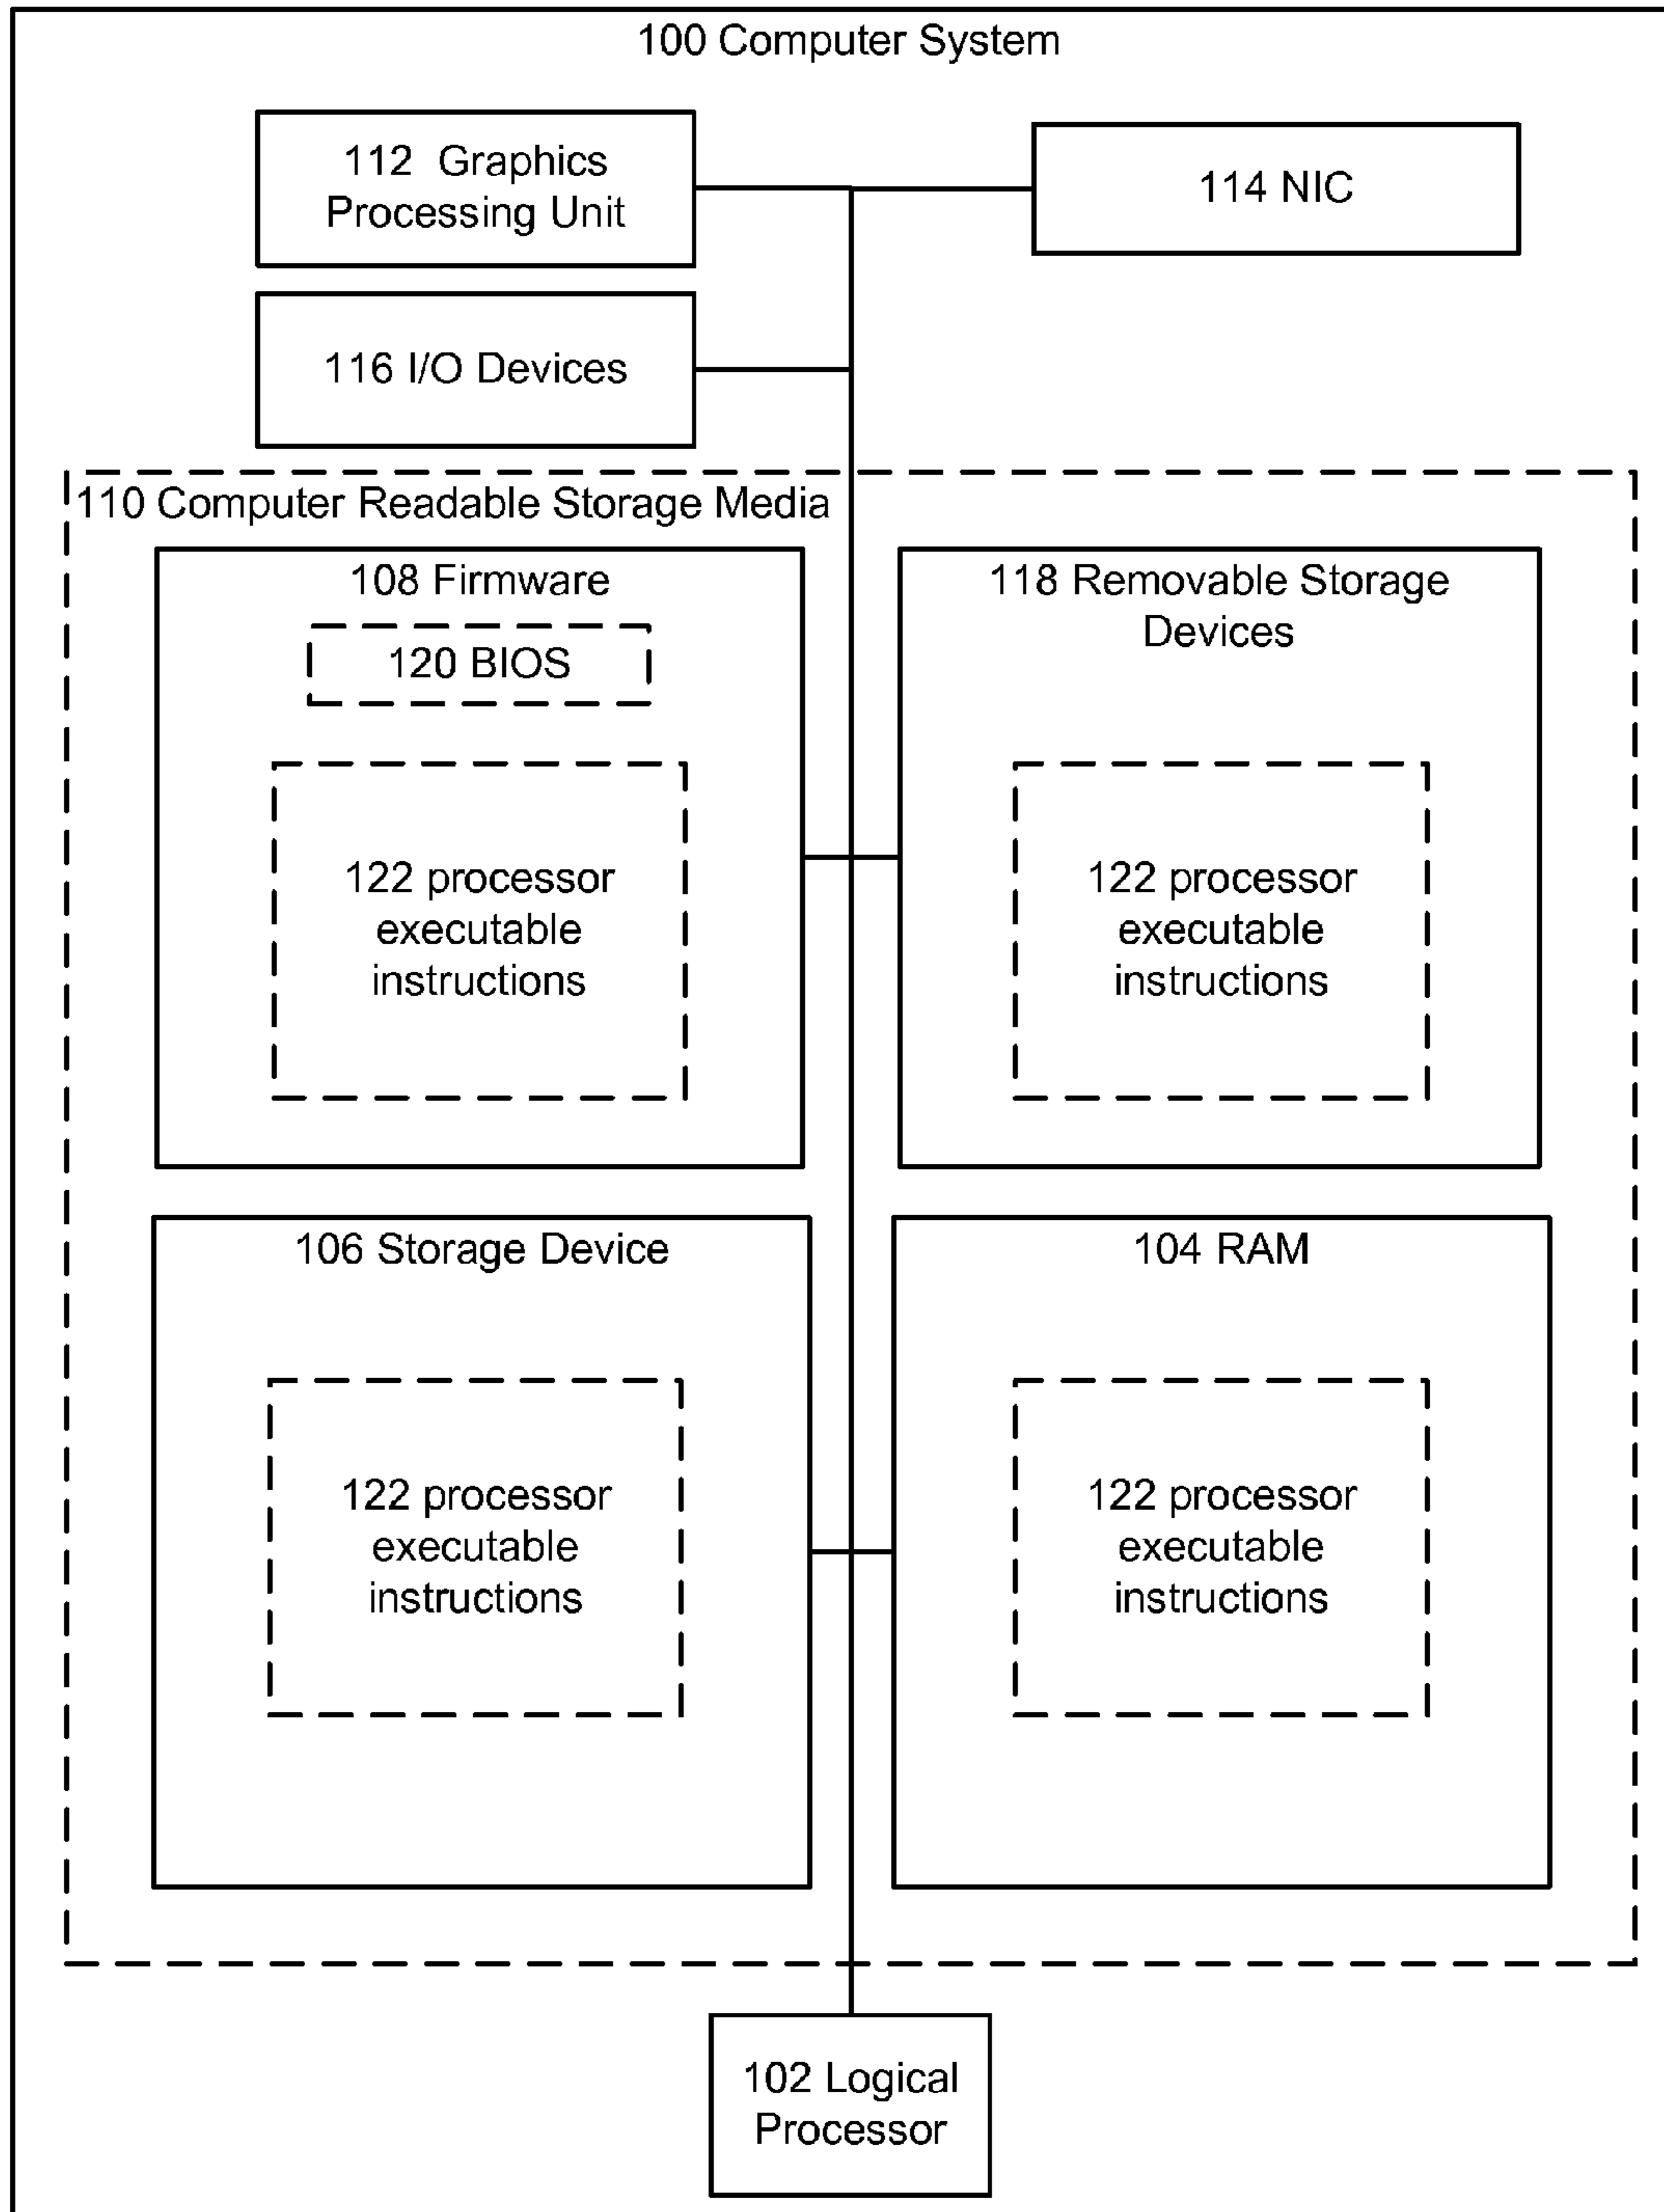 100 Computer System
112 Graphics
Processing Unit
114 NIC
116 I/O Devices
110 Computer Readable Storage Media
108 Firmware
120 BIOS
122 processor
executable
instructions
118 Removable Storage
Devices
122 processor
executable
instructions
106 Storage Device
122 processor
executable
instructions
104 RAM
122 processor
executable
instructions
102 Logical
Processor